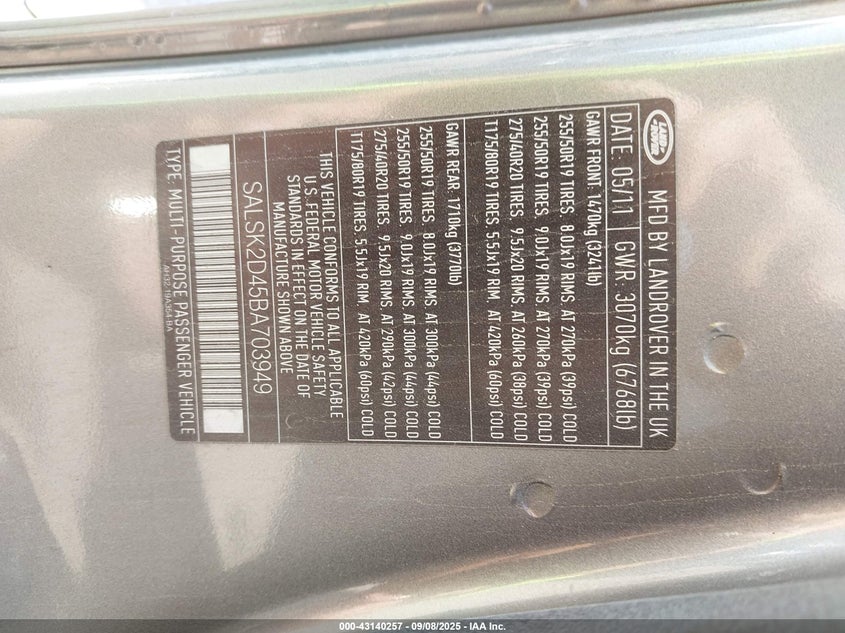 LAND
ROVER
MFD BY LANDROVER IN THE UK
DATE: 05/11 GWR: 3070kg (6768lb)
GAWR FRONT: 1470kg (3241lb)
255/50R19 TIRES, 8.0Jx19 RIMS, AT 270kPa (39psi) COLD
255/50R19 TIRES, 9.0Jx19 RIMS, AT 270kPa (39psi) COLD
275/40R20 TIRES, 9.5Jx20 RIMS, AT 260kPa (38psi) COLD
T175/80R19 TIRES, 5.5Jx19 RIM, AT 420kPa (60psi) COLD
GAWR REAR: 1710kg (3770lb)
255/50R19 TIRES, 8.0Jx19 RIMS, AT 300kPa (44psi) COLD
255/50R19 TIRES, 9.0Jx19 RIMS, AT 300kPa (44psi) COLD
275/40R20 TIRES, 9.5Jx20 RIMS, AT 290kPa (42psi) COLD
T175/80R19 TIRES, 5.5Jx19 RIM, AT 420kPa (60psi) COLD
THIS VEHICLE CONFORMS TO ALL APPLICABLE
U.S. FEDERAL MOTOR VEHICLE SAFETY
STANDARDS IN EFFECT ON THE DATE OF
MANUFACTURE SHOWN ABOVE
SALSK2D45BA703949
TYPE: MULTI-PURPOSE PASSENGER VEHICLE
000-43140257 - 09/08/2025 - IAA Inc.